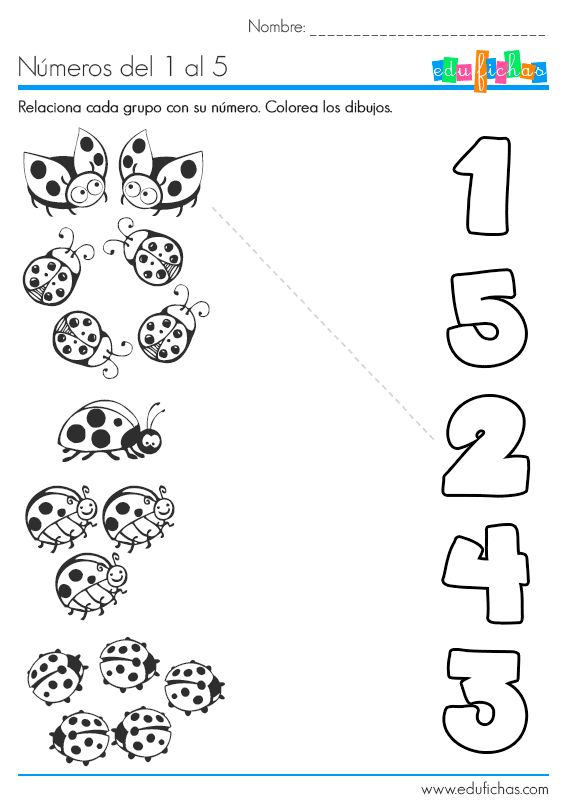 Nombre: ___________________________
Números del 1 al 5
edufichas
Relaciona cada grupo con su número. Colorea los dibujos.
1
5
2
4
3
www.edufichas.com